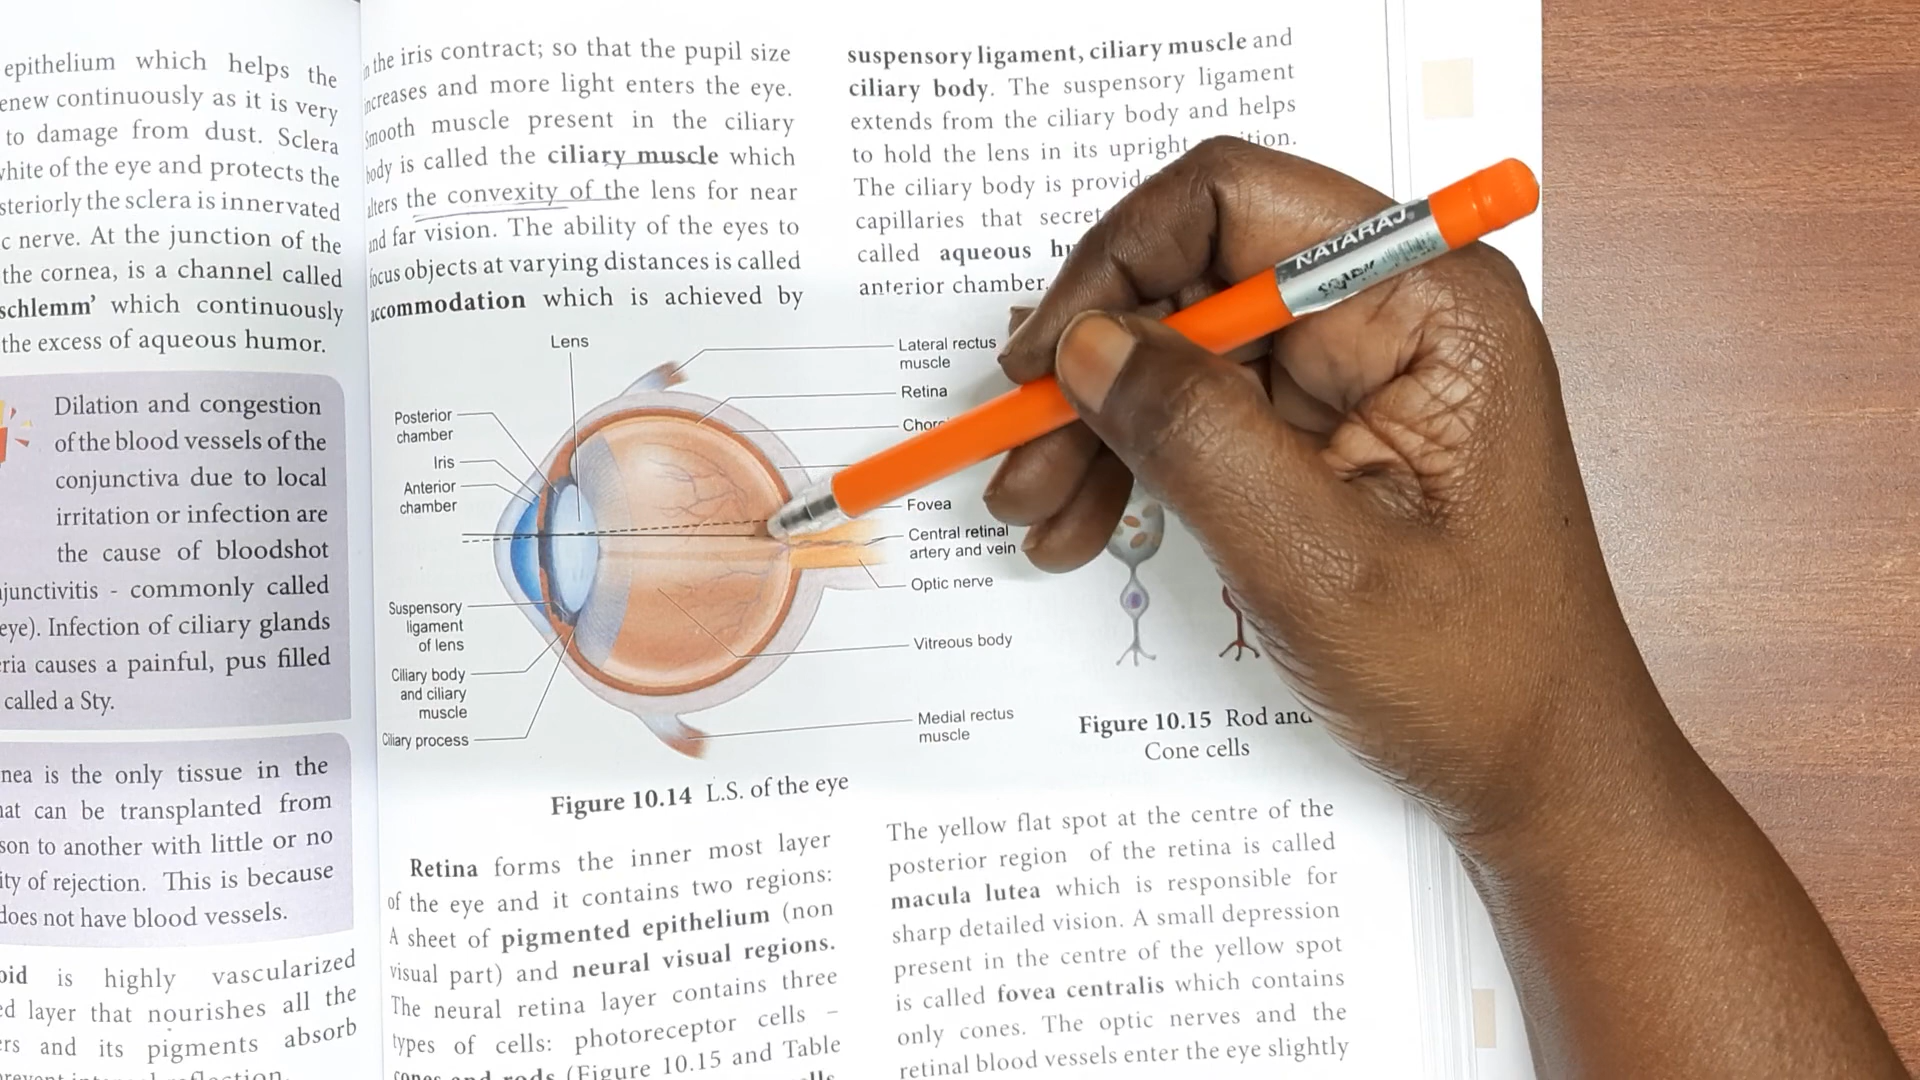 epithelium which helps the
enew continuously as it is very
to damage from dust. Sclera
white of the eye and protects the
steriorly the sclera is innervated
c nerve. At the junction of the
the cornea, is a channel called
schlemm’ which continuously
the excess of aqueous humor.
Dilation and congestion
of the blood vessels of the
conjunctiva due to local
irritation or infection are
the cause of bloodshot
njunctivitis - commonly called
eye). Infection of ciliary glands
ria causes a painful, pus filled
called a Sty.
nea is the only tissue in the
hat can be transplanted from
son to another with little or no
ity of rejection. This is because
does not have blood vessels.
oid is highly vascularized
ed layer that nourishes all the
ers and its pigments absorb
in the iris contract; so that the pupil size
increases and more light enters the eye.
Smooth muscle present in the ciliary
body is called the ciliary muscle which
alters the convexity of the lens for near
and far vision. The ability of the eyes to
focus objects at varying distances is called
accommodation which is achieved by
suspensory ligament, ciliary muscle and
ciliary body. The suspensory ligament
extends from the ciliary body and helps
to hold the lens in its upright
The ciliary body is provid
capillaries that secret
called aqueous hu
anterior chamber.
Lens
Posterior
chamber
Iris
Anterior
chamber
Suspensory
ligament
of lens
Ciliary body
and ciliary
muscle
Ciliary process
Lateral rectus
muscle
Retina
Choro
Fovea
Central retinal
artery and vein
Optic nerve
Vitreous body
Medial rectus
muscle
Figure 10.14 L.S. of the eye
Figure 10.15 Rod and
Cone cells
NATARAJ
Retina forms the inner most layer
of the eye and it contains two regions:
A sheet of pigmented epithelium (non
visual part) and neural visual regions.
The neural retina layer contains three
types of cells: photoreceptor cells –
cones and rods (Figure 10.15 and Table
The yellow flat spot at the centre of the
posterior region of the retina is called
macula lutea which is responsible for
sharp detailed vision. A small depression
present in the centre of the yellow spot
is called fovea centralis which contains
only cones. The optic nerves and the
retinal blood vessels enter the eye slightly